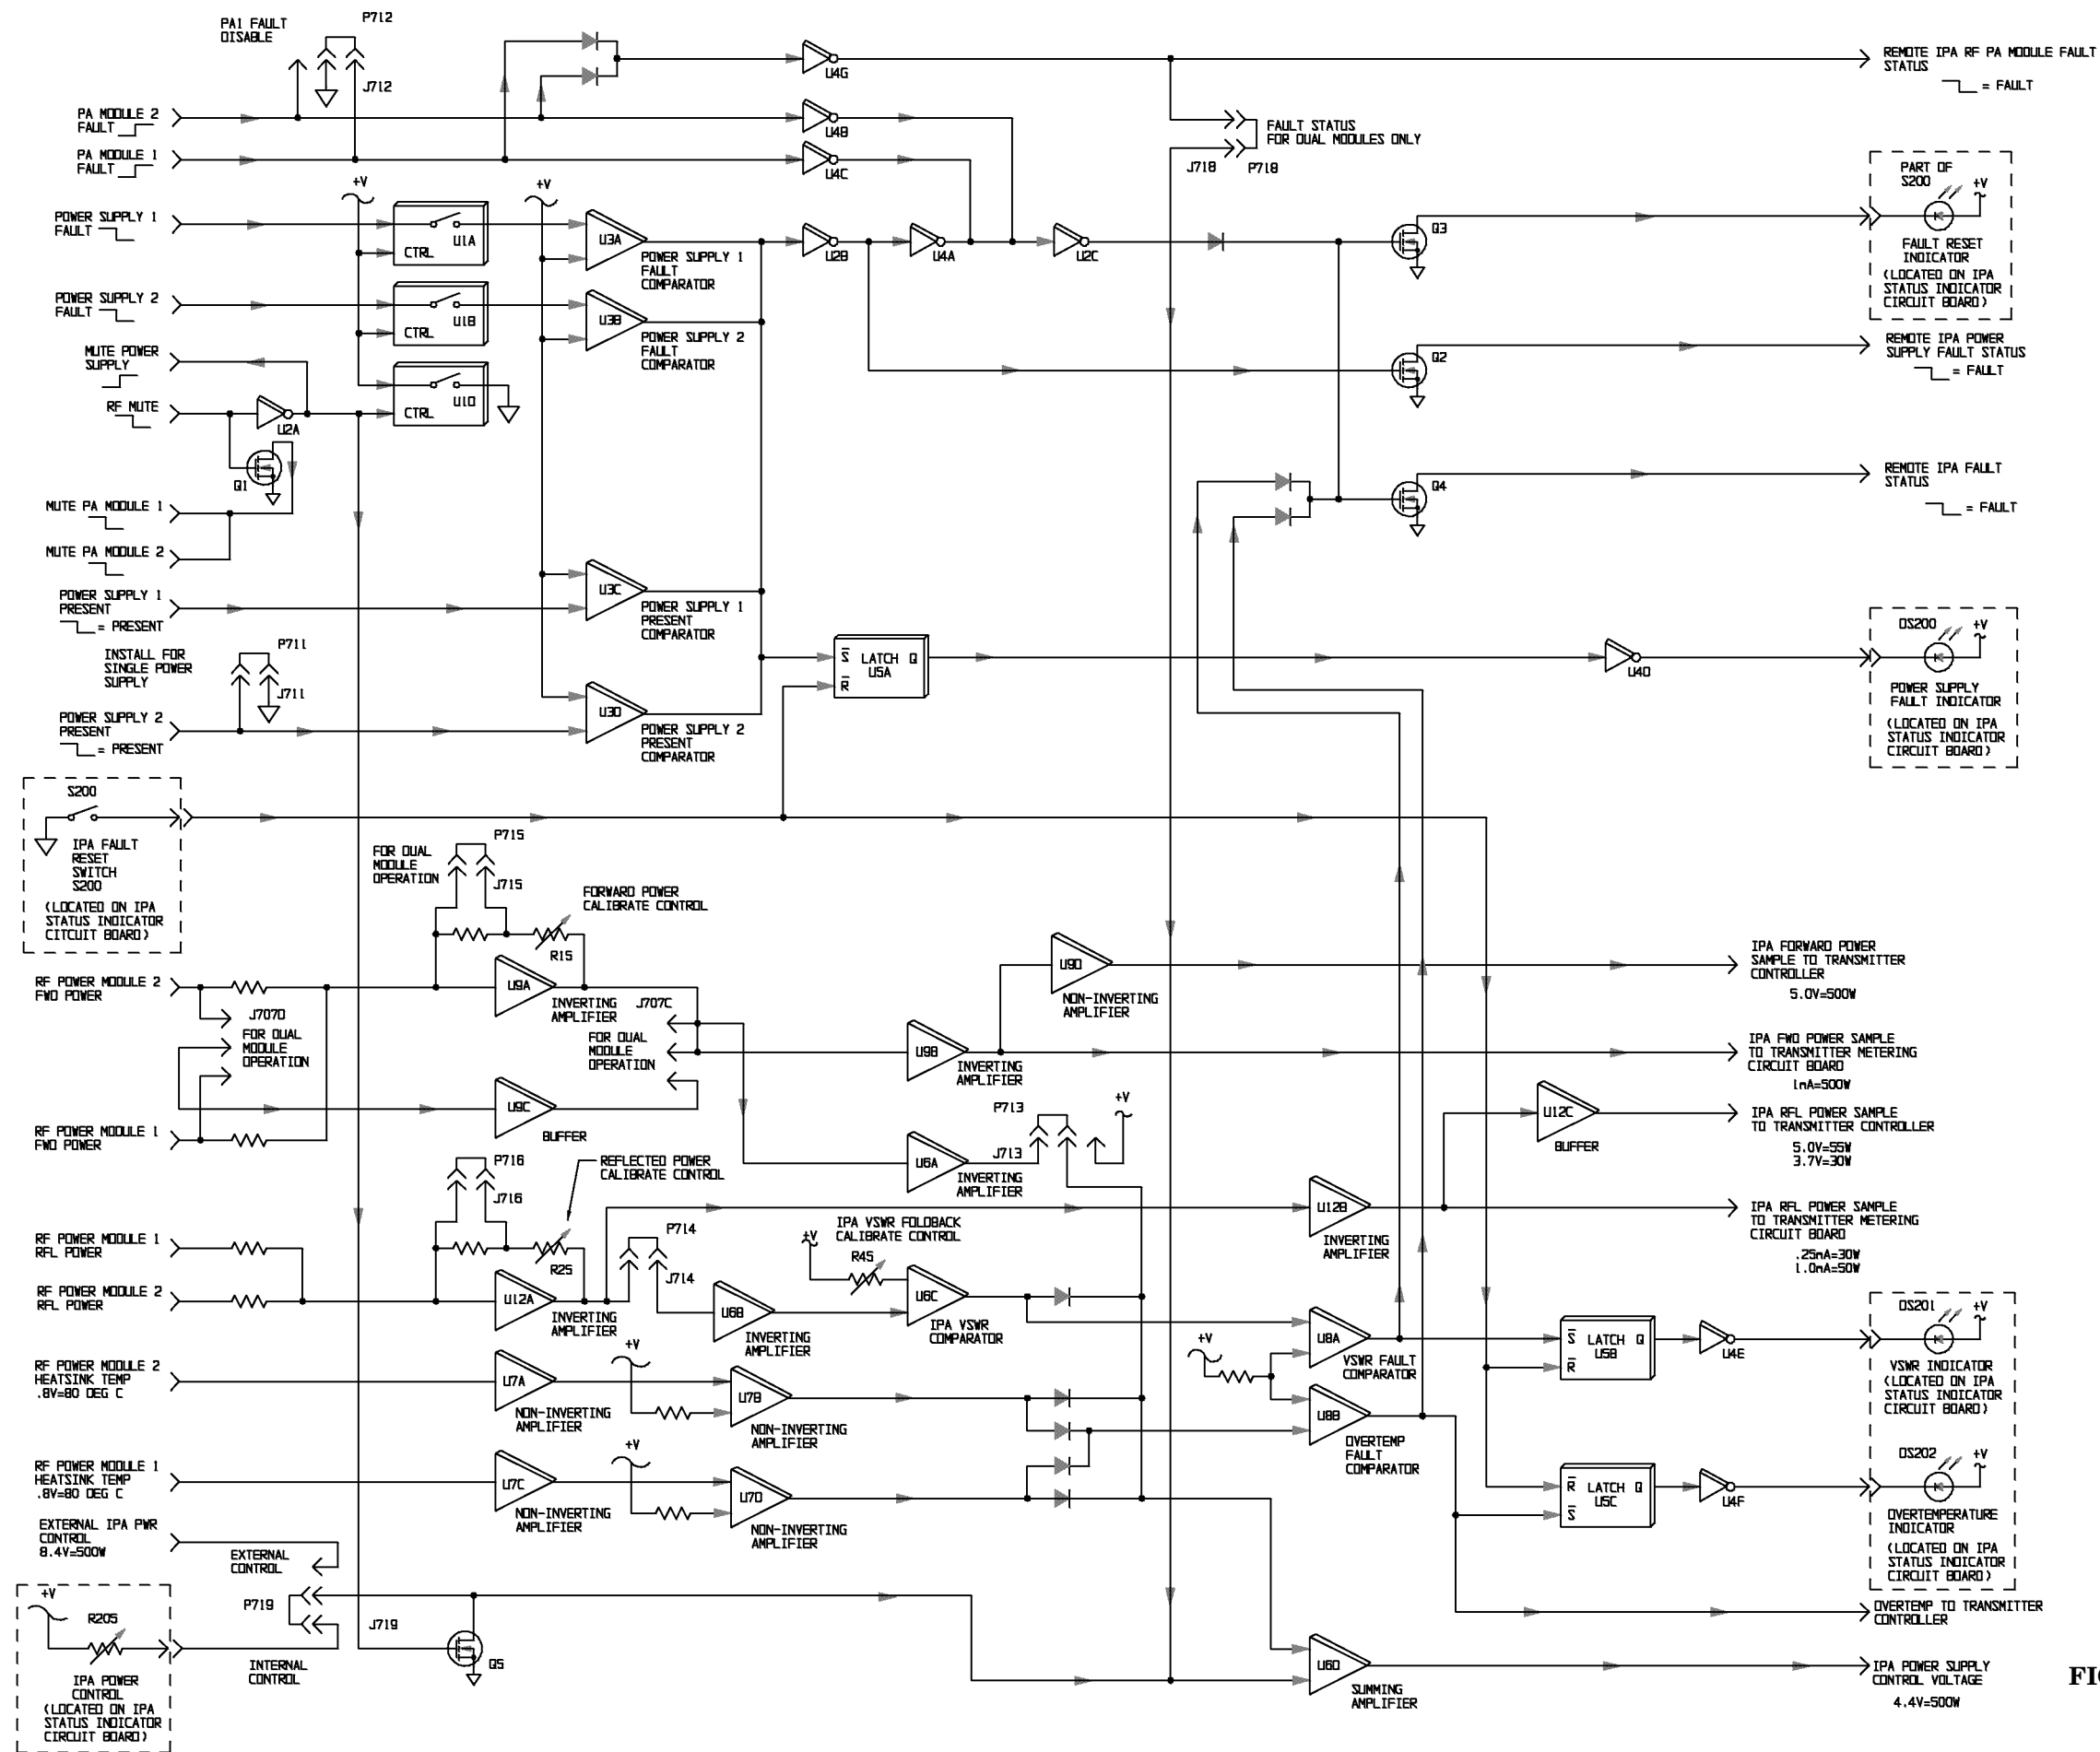 PA1 FAULT
DISABLE
P712
J712
PA MODULE 2
FAULT
PA MODULE 1
FAULT
U4G
U4B
U4C
REMOTE IPA RF PA MODULE FAULT
STATUS
= FAULT
FAULT STATUS
FOR DUAL MODULES ONLY
J718
P718
+V
+V
POWER SUPPLY 1
FAULT
U1A
CTRL
U3A
POWER SUPPLY 1
FAULT
COMPARATOR
U2B
U4A
U2C
Q3
PART OF
S200
+V
FAULT RESET
INDICATOR
(LOCATED ON IPA
STATUS INDICATOR
CIRCUIT BOARD)
POWER SUPPLY 2
FAULT
U1B
CTRL
U3B
POWER SUPPLY 2
FAULT
COMPARATOR
MUTE POWER
SUPPLY
Q2
REMOTE IPA POWER
SUPPLY FAULT STATUS
= FAULT
RF MUTE
U2A
U1D
CTRL
Q1
MUTE PA MODULE 1
MUTE PA MODULE 2
Q4
REMOTE IPA FAULT
STATUS
= FAULT
POWER SUPPLY 1
PRESENT
= PRESENT
U3C
POWER SUPPLY 1
PRESENT
COMPARATOR
INSTALL FOR
SINGLE POWER
SUPPLY
P711
J711
S LATCH Q
U5A
R
U4D
DS200
+V
POWER SUPPLY
FAULT INDICATOR
(LOCATED ON IPA
STATUS INDICATOR
CIRCUIT BOARD)
POWER SUPPLY 2
PRESENT
= PRESENT
U3D
POWER SUPPLY 2
PRESENT
COMPARATOR
S200
IPA FAULT
RESET
SWITCH
S200
(LOCATED ON IPA
STATUS INDICATOR
CITCUIT BOARD)
FOR DUAL
MODULE
OPERATION
P715
J715
FORWARD POWER
CALIBRATE CONTROL
R15
RF POWER MODULE 2
FWD POWER
U9A
INVERTING
AMPLIFIER
J707C
FOR DUAL
MODULE
OPERATION
J707D
FOR DUAL
MODULE
OPERATION
U9D
NON-INVERTING
AMPLIFIER
IPA FORWARD POWER
SAMPLE TO TRANSMITTER
CONTROLLER
5.0V=500W
U9B
INVERTING
AMPLIFIER
IPA FWD POWER SAMPLE
TO TRANSMITTER METERING
CIRCUIT BOARD
1mA=500W
U9C
BUFFER
RF POWER MODULE 1
FWD POWER
U6A
INVERTING
AMPLIFIER
P713
J713
+V
U12C
BUFFER
IPA RFL POWER SAMPLE
TO TRANSMITTER CONTROLLER
5.0V=55W
3.7V=30W
P716
J716
REFLECTED POWER
CALIBRATE CONTROL
R25
RF POWER MODULE 1
RFL POWER
RF POWER MODULE 2
RFL POWER
U12A
INVERTING
AMPLIFIER
P714
J714
U12B
INVERTING
AMPLIFIER
IPA RFL POWER SAMPLE
TO TRANSMITTER METERING
CIRCUIT BOARD
.25mA=30W
1.0mA=50W
IPA VSWR FOLDBACK
CALIBRATE CONTROL
+V
R45
U6B
INVERTING
AMPLIFIER
U6C
IPA VSWR
COMPARATOR
U8A
VSWR FAULT
COMPARATOR
+V
S LATCH Q
U5B
R
U4E
DS201
+V
VSWR INDICATOR
(LOCATED ON IPA
STATUS INDICATOR
CIRCUIT BOARD)
RF POWER MODULE 2
HEATSINK TEMP
.8V=80 DEG C
U7A
NON-INVERTING
AMPLIFIER
+V
U7B
NON-INVERTING
AMPLIFIER
U8B
OVERTEMP
FAULT
COMPARATOR
RF POWER MODULE 1
HEATSINK TEMP
.8V=80 DEG C
U7C
NON-INVERTING
AMPLIFIER
+V
U7D
NON-INVERTING
AMPLIFIER
R LATCH Q
U5C
S
U4F
DS202
+V
OVERTEMPERATURE
INDICATOR
(LOCATED ON IPA
STATUS INDICATOR
CIRCUIT BOARD)
EXTERNAL IPA PWR
CONTROL
8.4V=500W
EXTERNAL
CONTROL
P719
J719
INTERNAL
CONTROL
+V
R205
IPA POWER
CONTROL
(LOCATED ON IPA
STATUS INDICATOR
CIRCUIT BOARD)
Q5
U6D
SUMMING
AMPLIFIER
OVERTEMP TO TRANSMITTER
CONTROLLER
IPA POWER SUPPLY
CONTROL VOLTAGE
4.4V=500W